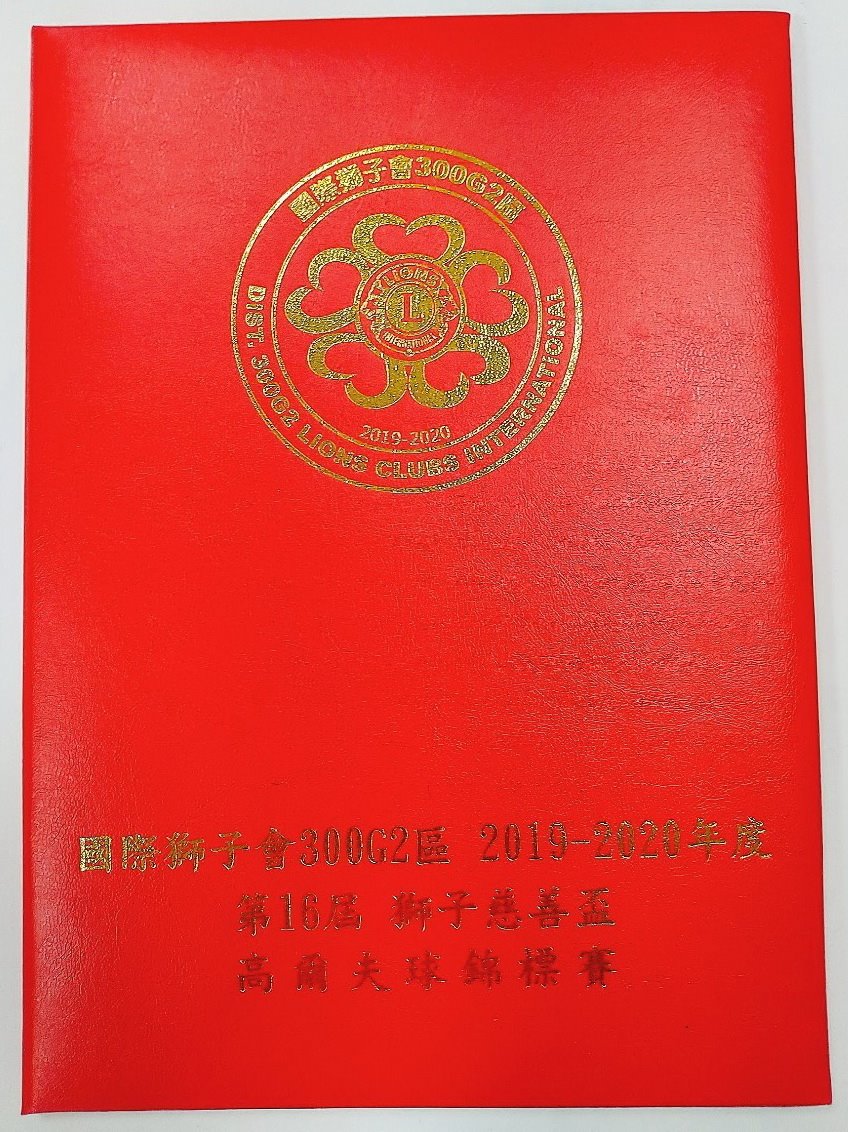 國際獅子會300G2區
LIONS
L
INTERNATIONAL
2019-2020
DIST. 300G2 LIONS CLUBS INTERNATIONAL
國際獅子會300G2區 2019-2020年度
第16屆 獅子慈善盃
高爾夫球錦標賽